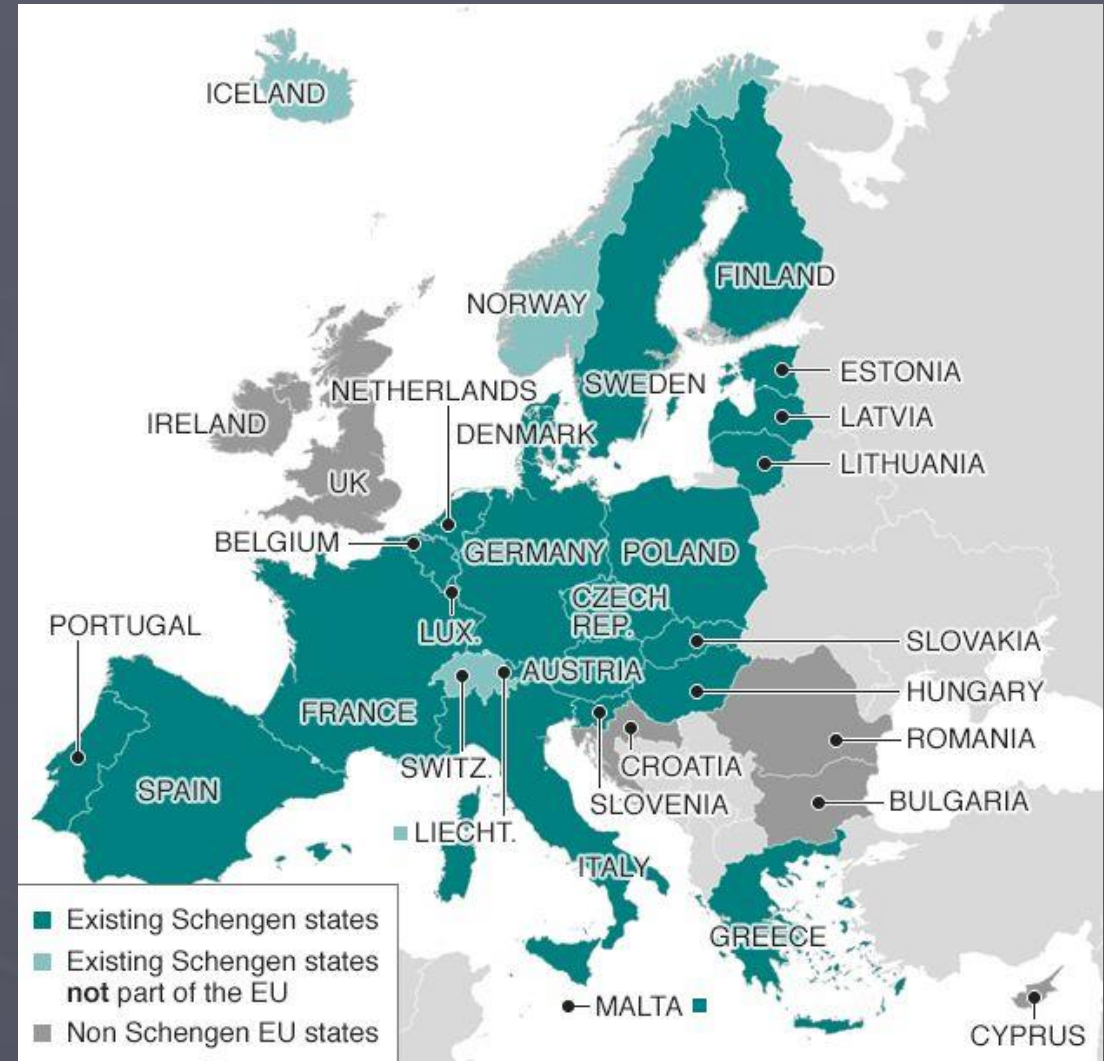 ICELAND
FINLAND
NORWAY
ESTONIA
NETHERLANDS
SWEDEN
LATVIA
IRELAND
DENMARK
LITHUANIA
UK
BELGIUM
GERMANY
POLAND
CZECH
REP.
PORTUGAL
LUX.
SLOVAKIA
AUSTRIA
HUNGARY
FRANCE
ROMANIA
SWITZ.
CROATIA
SPAIN
SLOVENIA
BULGARIA
LIECHT.
ITALY
Existing Schengen states
GREECE
Existing Schengen states
not part of the EU
MALTA
Non Schengen EU states
CYPRUS